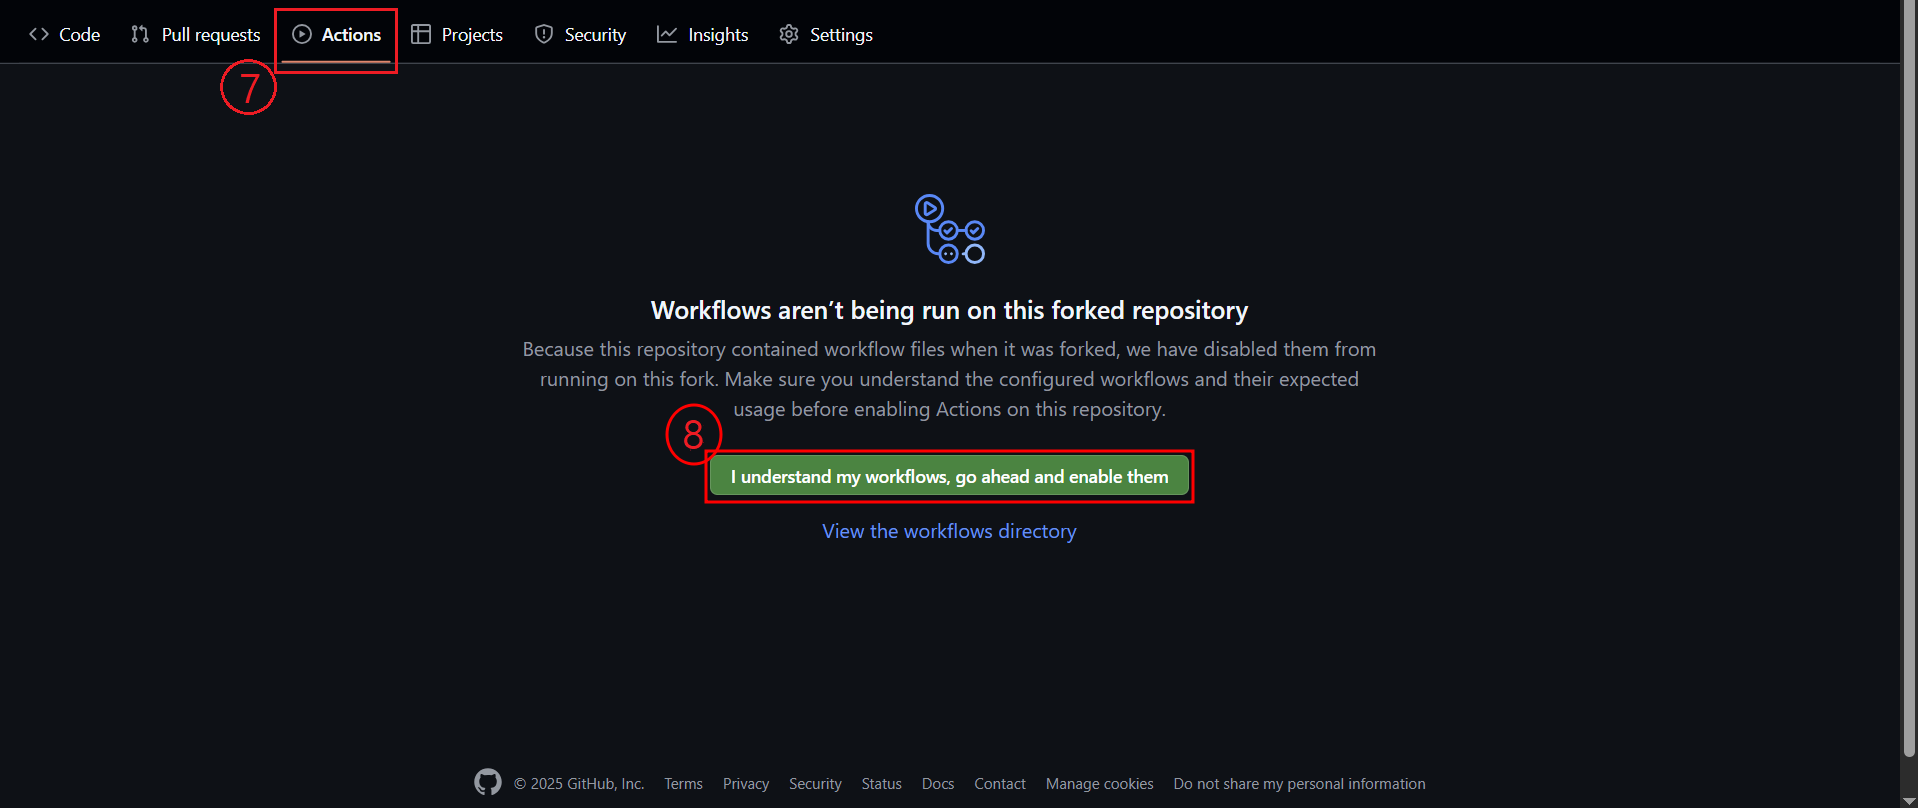 Code Pull requests Actions Projects Security Insights Settings
7
Workflows aren’t being run on this forked repository
Because this repository contained workflow files when it was forked, we have disabled them from
running on this fork. Make sure you understand the configured workflows and their expected
usage before enabling Actions on this repository.
8
I understand my workflows, go ahead and enable them
View the workflows directory
© 2025 GitHub, Inc. Terms Privacy Security Status Docs Contact Manage cookies Do not share my personal information